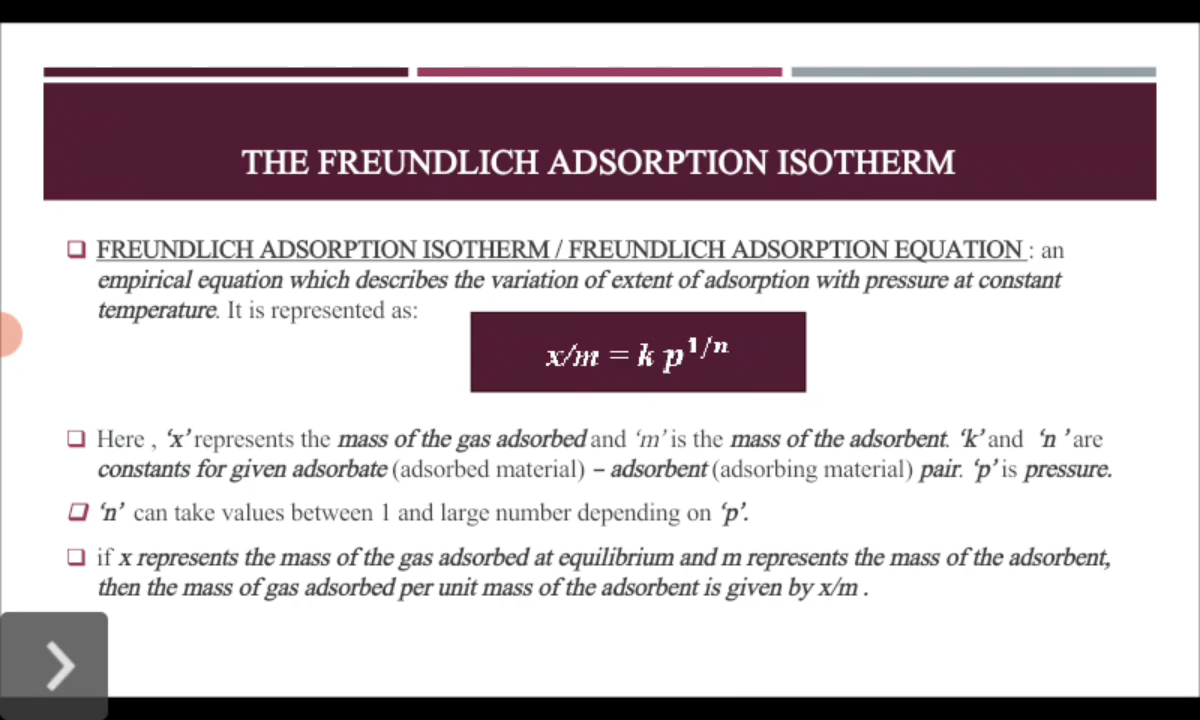 THE FREUNDLICH ADSORPTION ISOTHERM
❑ FREUNDLICH ADSORPTION ISOTHERM / FREUNDLICH ADSORPTION EQUATION : an
empirical equation which describes the variation of extent of adsorption with pressure at constant
temperature. It is represented as:
x/m = k p^1/n
❑ Here , ‘x’ represents the mass of the gas adsorbed and ‘m’ is the mass of the adsorbent. ‘k’ and ‘n ’ are
constants for given adsorbate (adsorbed material) – adsorbent (adsorbing material) pair. ‘p’ is pressure.
❑ ‘n’ can take values between 1 and large number depending on ‘p’.
❑ if x represents the mass of the gas adsorbed at equilibrium and m represents the mass of the adsorbent,
then the mass of gas adsorbed per unit mass of the adsorbent is given by x/m .